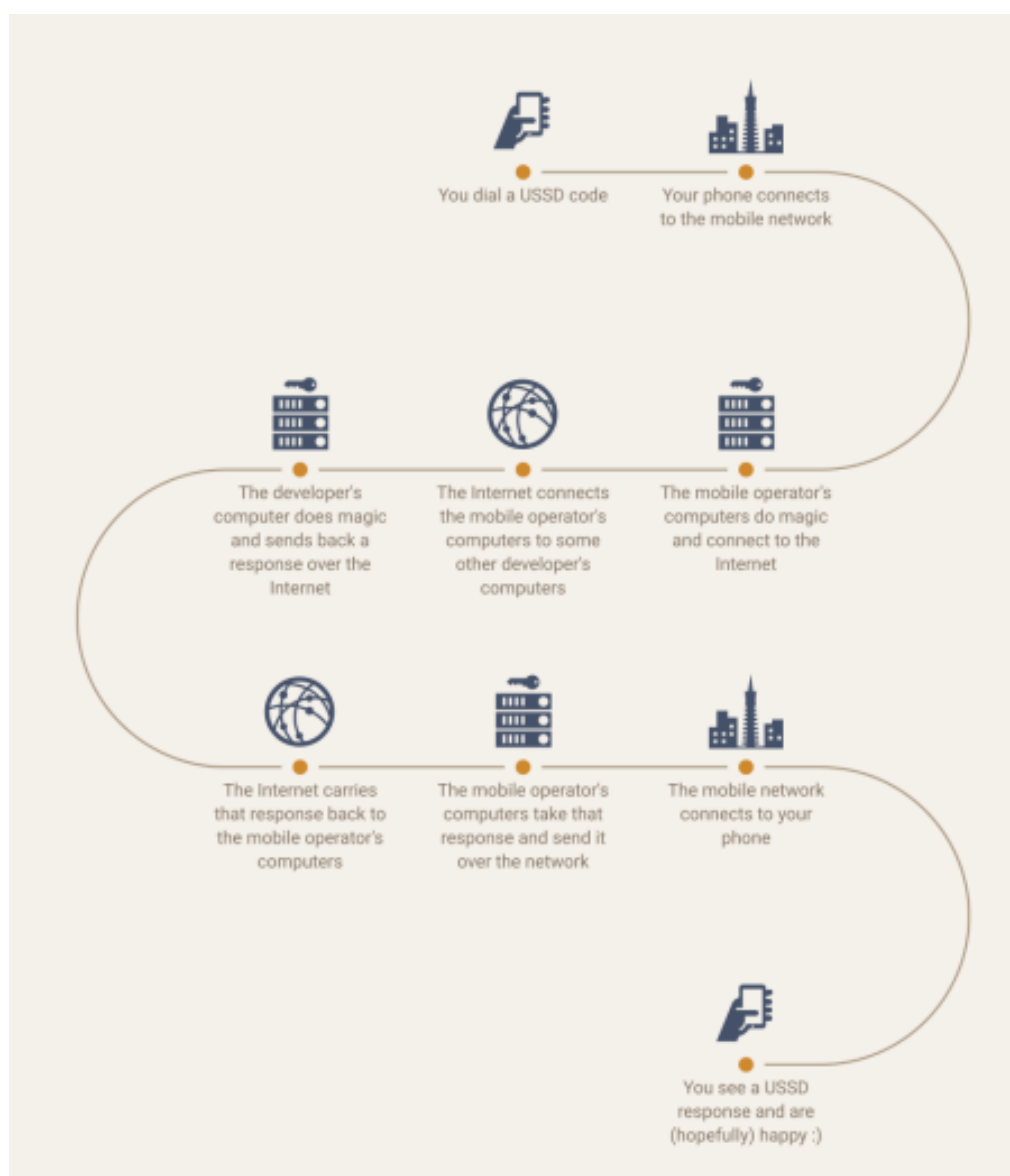 You dial a USSD code
Your phone connects
to the mobile network
The mobile operator's
computers do magic
and connect to the
Internet
The Internet connects
the mobile operator's
computers to some
other developer's
computers
The developer's
computer does magic
and sends back a
response over the
Internet
The Internet carries
that response back to
the mobile operator's
computers
The mobile operator's
computers take that
response and send it
over the network
The mobile network
connects to your
phone
You see a USSD
response and are
(hopefully) happy :)